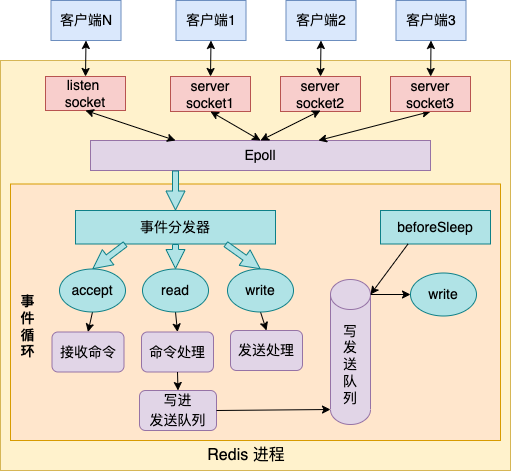 客户端N
客户端1
客户端2
客户端3
listen
socket
server
socket1
server
socket2
server
socket3
Epoll
事件分发器
beforeSleep
accept
read
write
write
事件循环
接收命令
命令处理
发送处理
写发送队列
写进
发送队列
Redis 进程